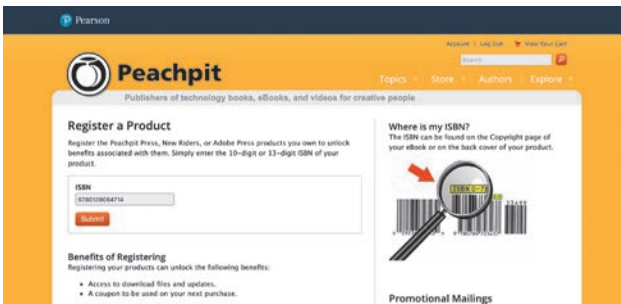 Pearson
Account | Log Out View Your Cart
Search
Peachpit
Topics Store Authors Explore
Publishers of technology books, eBooks, and videos for creative people
Register a Product
Register the Peachpit Press, New Riders, or Adobe Press products you own to unlock
benefits associated with them. Simply enter the 10-digit or 13-digit ISBN of your
product.
ISBN
Submit
Benefits of Registering
Registering your products can unlock the following benefits:
• Access to download files and updates.
• A coupon to be used on your next purchase.
Where is my ISBN?
The ISBN can be found on the Copyright page of
your eBook or on the back cover of your product.
ISBN 0-7
Promotional Mailings